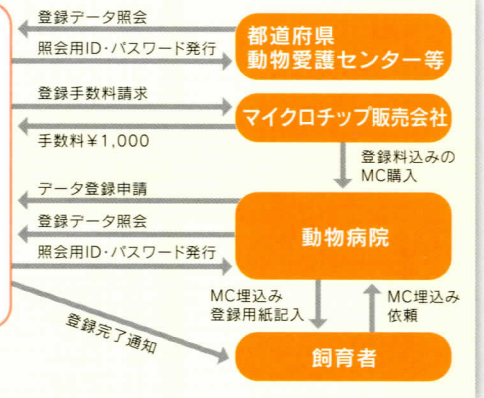 登録データ照会
照会用ID・パスワード発行
都道府県
動物愛護センター等
登録手数料請求
手数料¥1,000
マイクロチップ販売会社
登録料込みの
MC購入
データ登録申請
登録データ照会
照会用ID・パスワード発行
動物病院
MC埋込み
登録用紙記入
MC埋込み
依頼
登録完了通知
飼育者